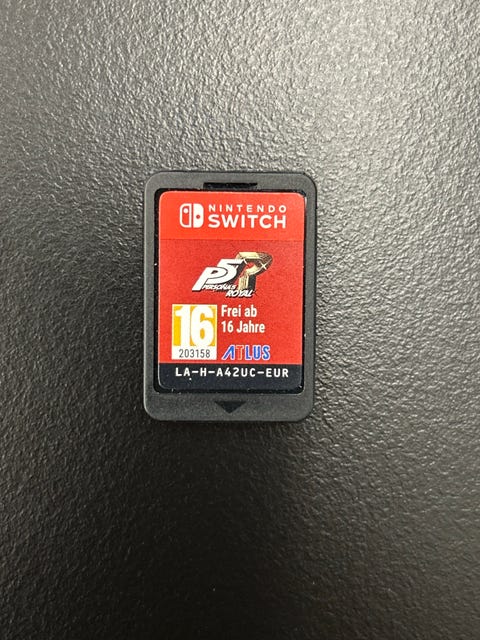 NINTENDO
SWITCH
P5R
PERSONA5
ROYAL
16
Frei ab
16 Jahre
203158
ATLUS
LA-H-A42UC-EUR